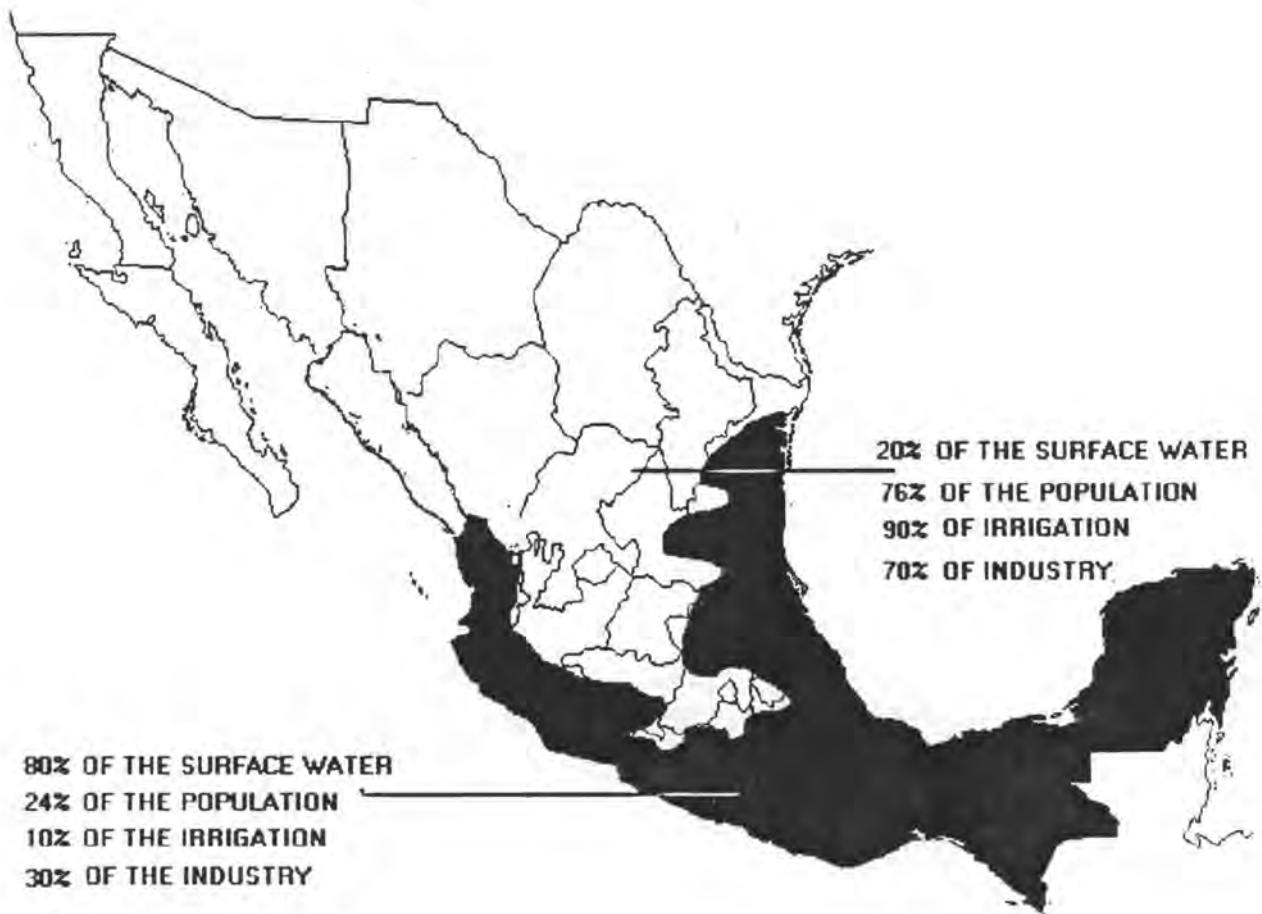 20% OF THE SURFACE WATER
76% OF THE POPULATION
90% OF IRRIGATION
70% OF INDUSTRY
80% OF THE SURFACE WATER
24% OF THE POPULATION
10% OF THE IRRIGATION
30% OF THE INDUSTRY